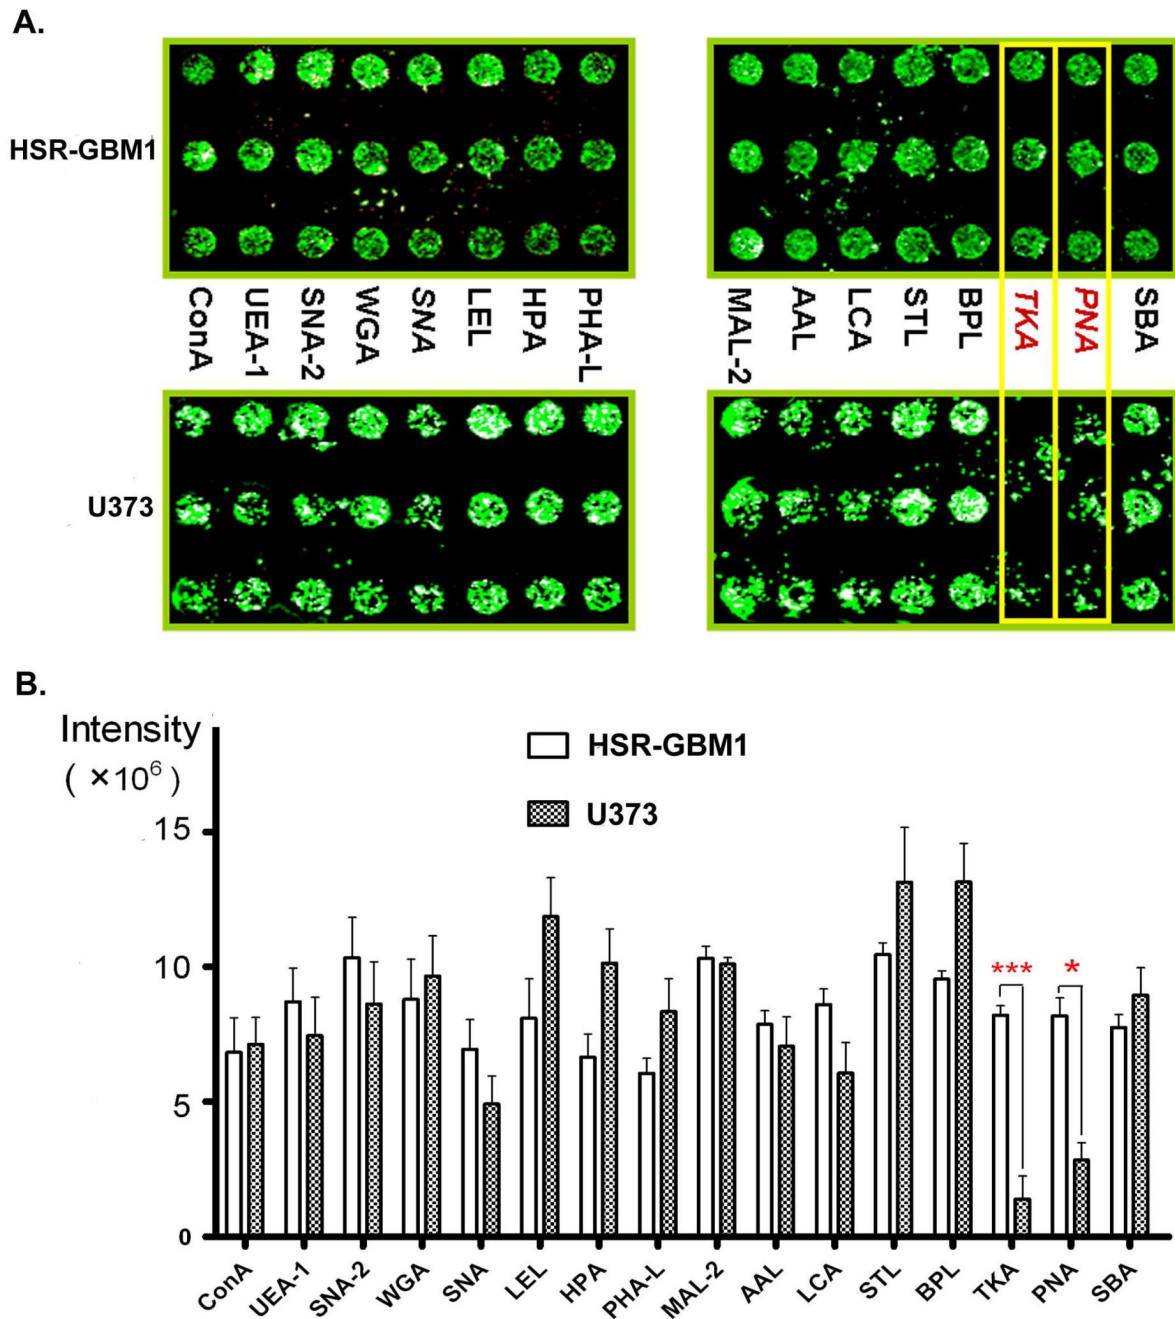 A.
HSR-GBM1
ConA UEA-1 SNA-2 WGA SNA LEL HPA PHA-L MAL-2 AAL LCA STL BPL TKA PNA SBA
U373
B.
Intensity
( ×10⁶)
HSR-GBM1
U373
15
10
5
0
*** *
ConA UEA-1 SNA-2 WGA SNA LEL HPA PHA-L MAL-2 AAL LCA STL BPL TKA PNA SBA